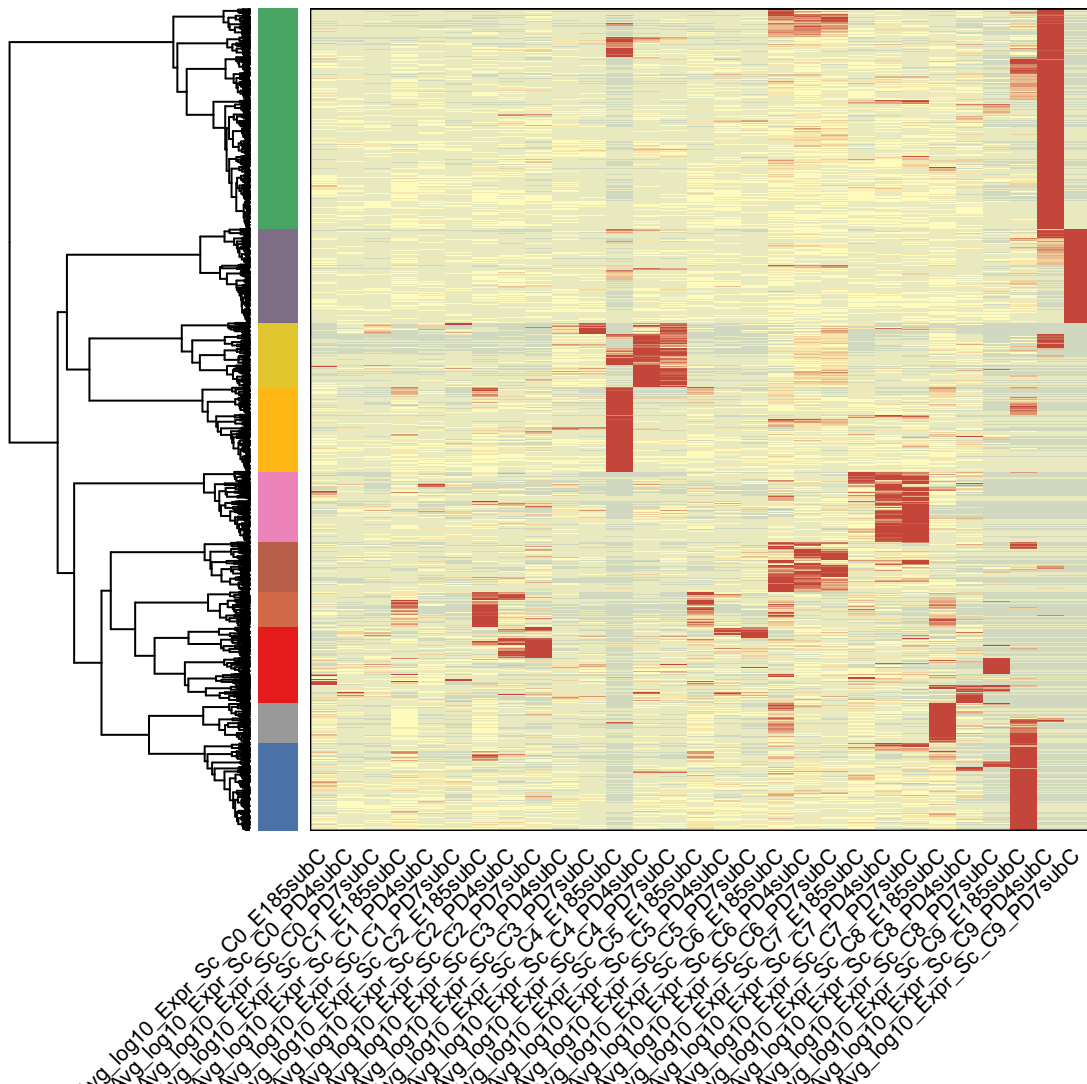 Avg_log10_Expr_Sc_C0_E185subC
Avg_log10_Expr_Sc_C0_PD4subC
Avg_log10_Expr_Sc_C0_PD7subC
Avg_log10_Expr_Sc_C1_E185subC
Avg_log10_Expr_Sc_C1_PD4subC
Avg_log10_Expr_Sc_C1_PD7subC
Avg_log10_Expr_Sc_C2_E185subC
Avg_log10_Expr_Sc_C2_PD4subC
Avg_log10_Expr_Sc_C2_PD7subC
Avg_log10_Expr_Sc_C3_PD4subC
Avg_log10_Expr_Sc_C3_PD7subC
Avg_log10_Expr_Sc_C4_E185subC
Avg_log10_Expr_Sc_C4_PD4subC
Avg_log10_Expr_Sc_C4_PD7subC
Avg_log10_Expr_Sc_C5_E185subC
Avg_log10_Expr_Sc_C5_PD4subC
Avg_log10_Expr_Sc_C5_PD7subC
Avg_log10_Expr_Sc_C6_E185subC
Avg_log10_Expr_Sc_C6_PD4subC
Avg_log10_Expr_Sc_C6_PD7subC
Avg_log10_Expr_Sc_C7_E185subC
Avg_log10_Expr_Sc_C7_PD4subC
Avg_log10_Expr_Sc_C7_PD7subC
Avg_log10_Expr_Sc_C8_E185subC
Avg_log10_Expr_Sc_C8_PD4subC
Avg_log10_Expr_Sc_C8_PD7subC
Avg_log10_Expr_Sc_C9_E185subC
Avg_log10_Expr_Sc_C9_PD4subC
Avg_log10_Expr_Sc_C9_PD7subC